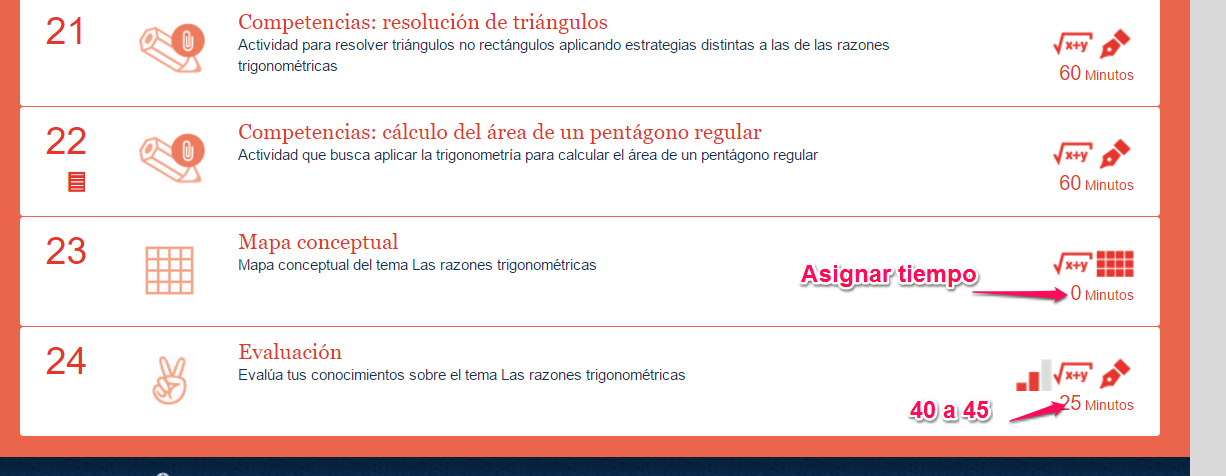 21
Competencias: resolución de triángulos
Actividad para resolver triángulos no rectángulos aplicando estrategias distintas a las de las razones
trigonométricas
√x+y
60 Minutos
22
Competencias: cálculo del área de un pentágono regular
Actividad que busca aplicar la trigonometría para calcular el área de un pentágono regular
√x+y
60 Minutos
23
Mapa conceptual
Mapa conceptual del tema Las razones trigonométricas
√x+y
Asignar tiempo
0 Minutos
24
Evaluación
Evalúa tus conocimientos sobre el tema Las razones trigonométricas
√x+y
40 a 45
25 Minutos